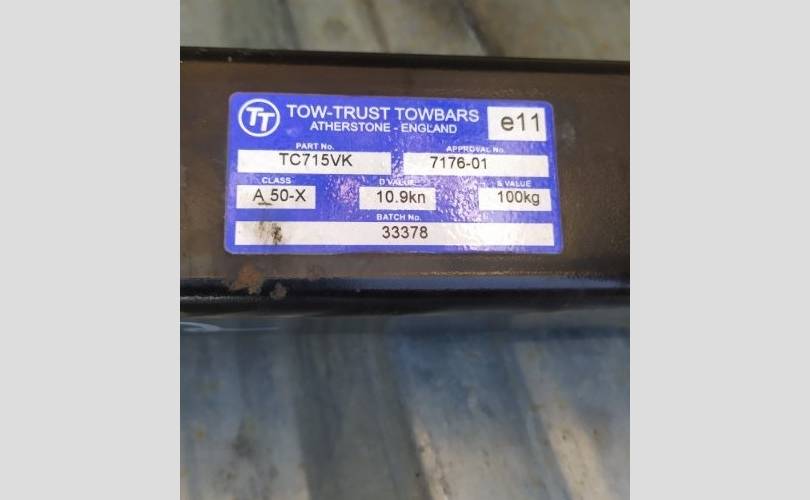 TT TOW-TRUST TOWBARS e11
ATHERSTONE - ENGLAND
PART No. APPROVAL No.
TC715VK 7176-01
CLASS D VALUE S VALUE
A 50-X 10.9kn 100kg
BATCH No.
33378